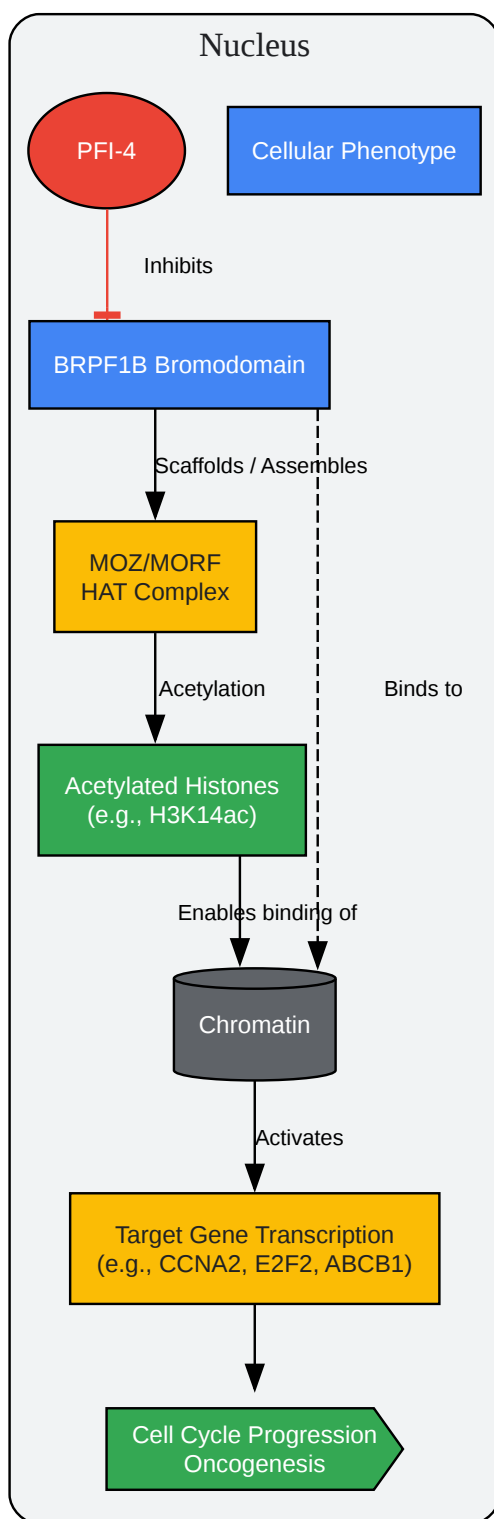 Nucleus
PFI-4
Cellular Phenotype
Inhibits
BRPF1B Bromodomain
Scaffolds / Assembles
MOZ/MORF
HAT Complex
Acetylation
Binds to
Acetylated Histones
(e.g., H3K14ac)
Enables binding of
Chromatin
Activates
Target Gene Transcription
(e.g., CCNA2, E2F2, ABCB1)
Cell Cycle Progression
Oncogenesis